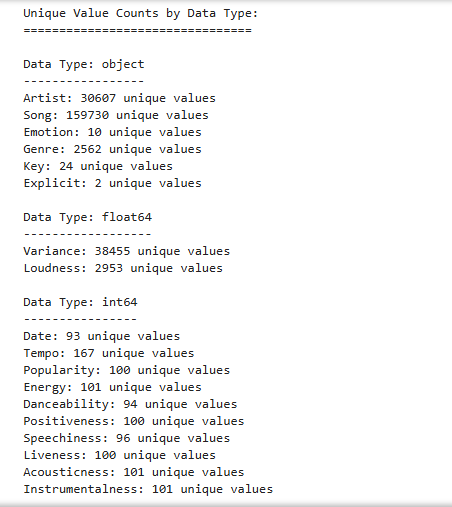 Unique Value Counts by Data Type:
================================
Data Type: object
-----------------
Artist: 30607 unique values
Song: 159730 unique values
Emotion: 10 unique values
Genre: 2562 unique values
Key: 24 unique values
Explicit: 2 unique values
Data Type: float64
------------------
Variance: 38455 unique values
Loudness: 2953 unique values
Data Type: int64
----------------
Date: 93 unique values
Tempo: 167 unique values
Popularity: 100 unique values
Energy: 101 unique values
Danceability: 94 unique values
Positiveness: 100 unique values
Speechiness: 96 unique values
Liveness: 100 unique values
Acousticness: 101 unique values
Instrumentalness: 101 unique values